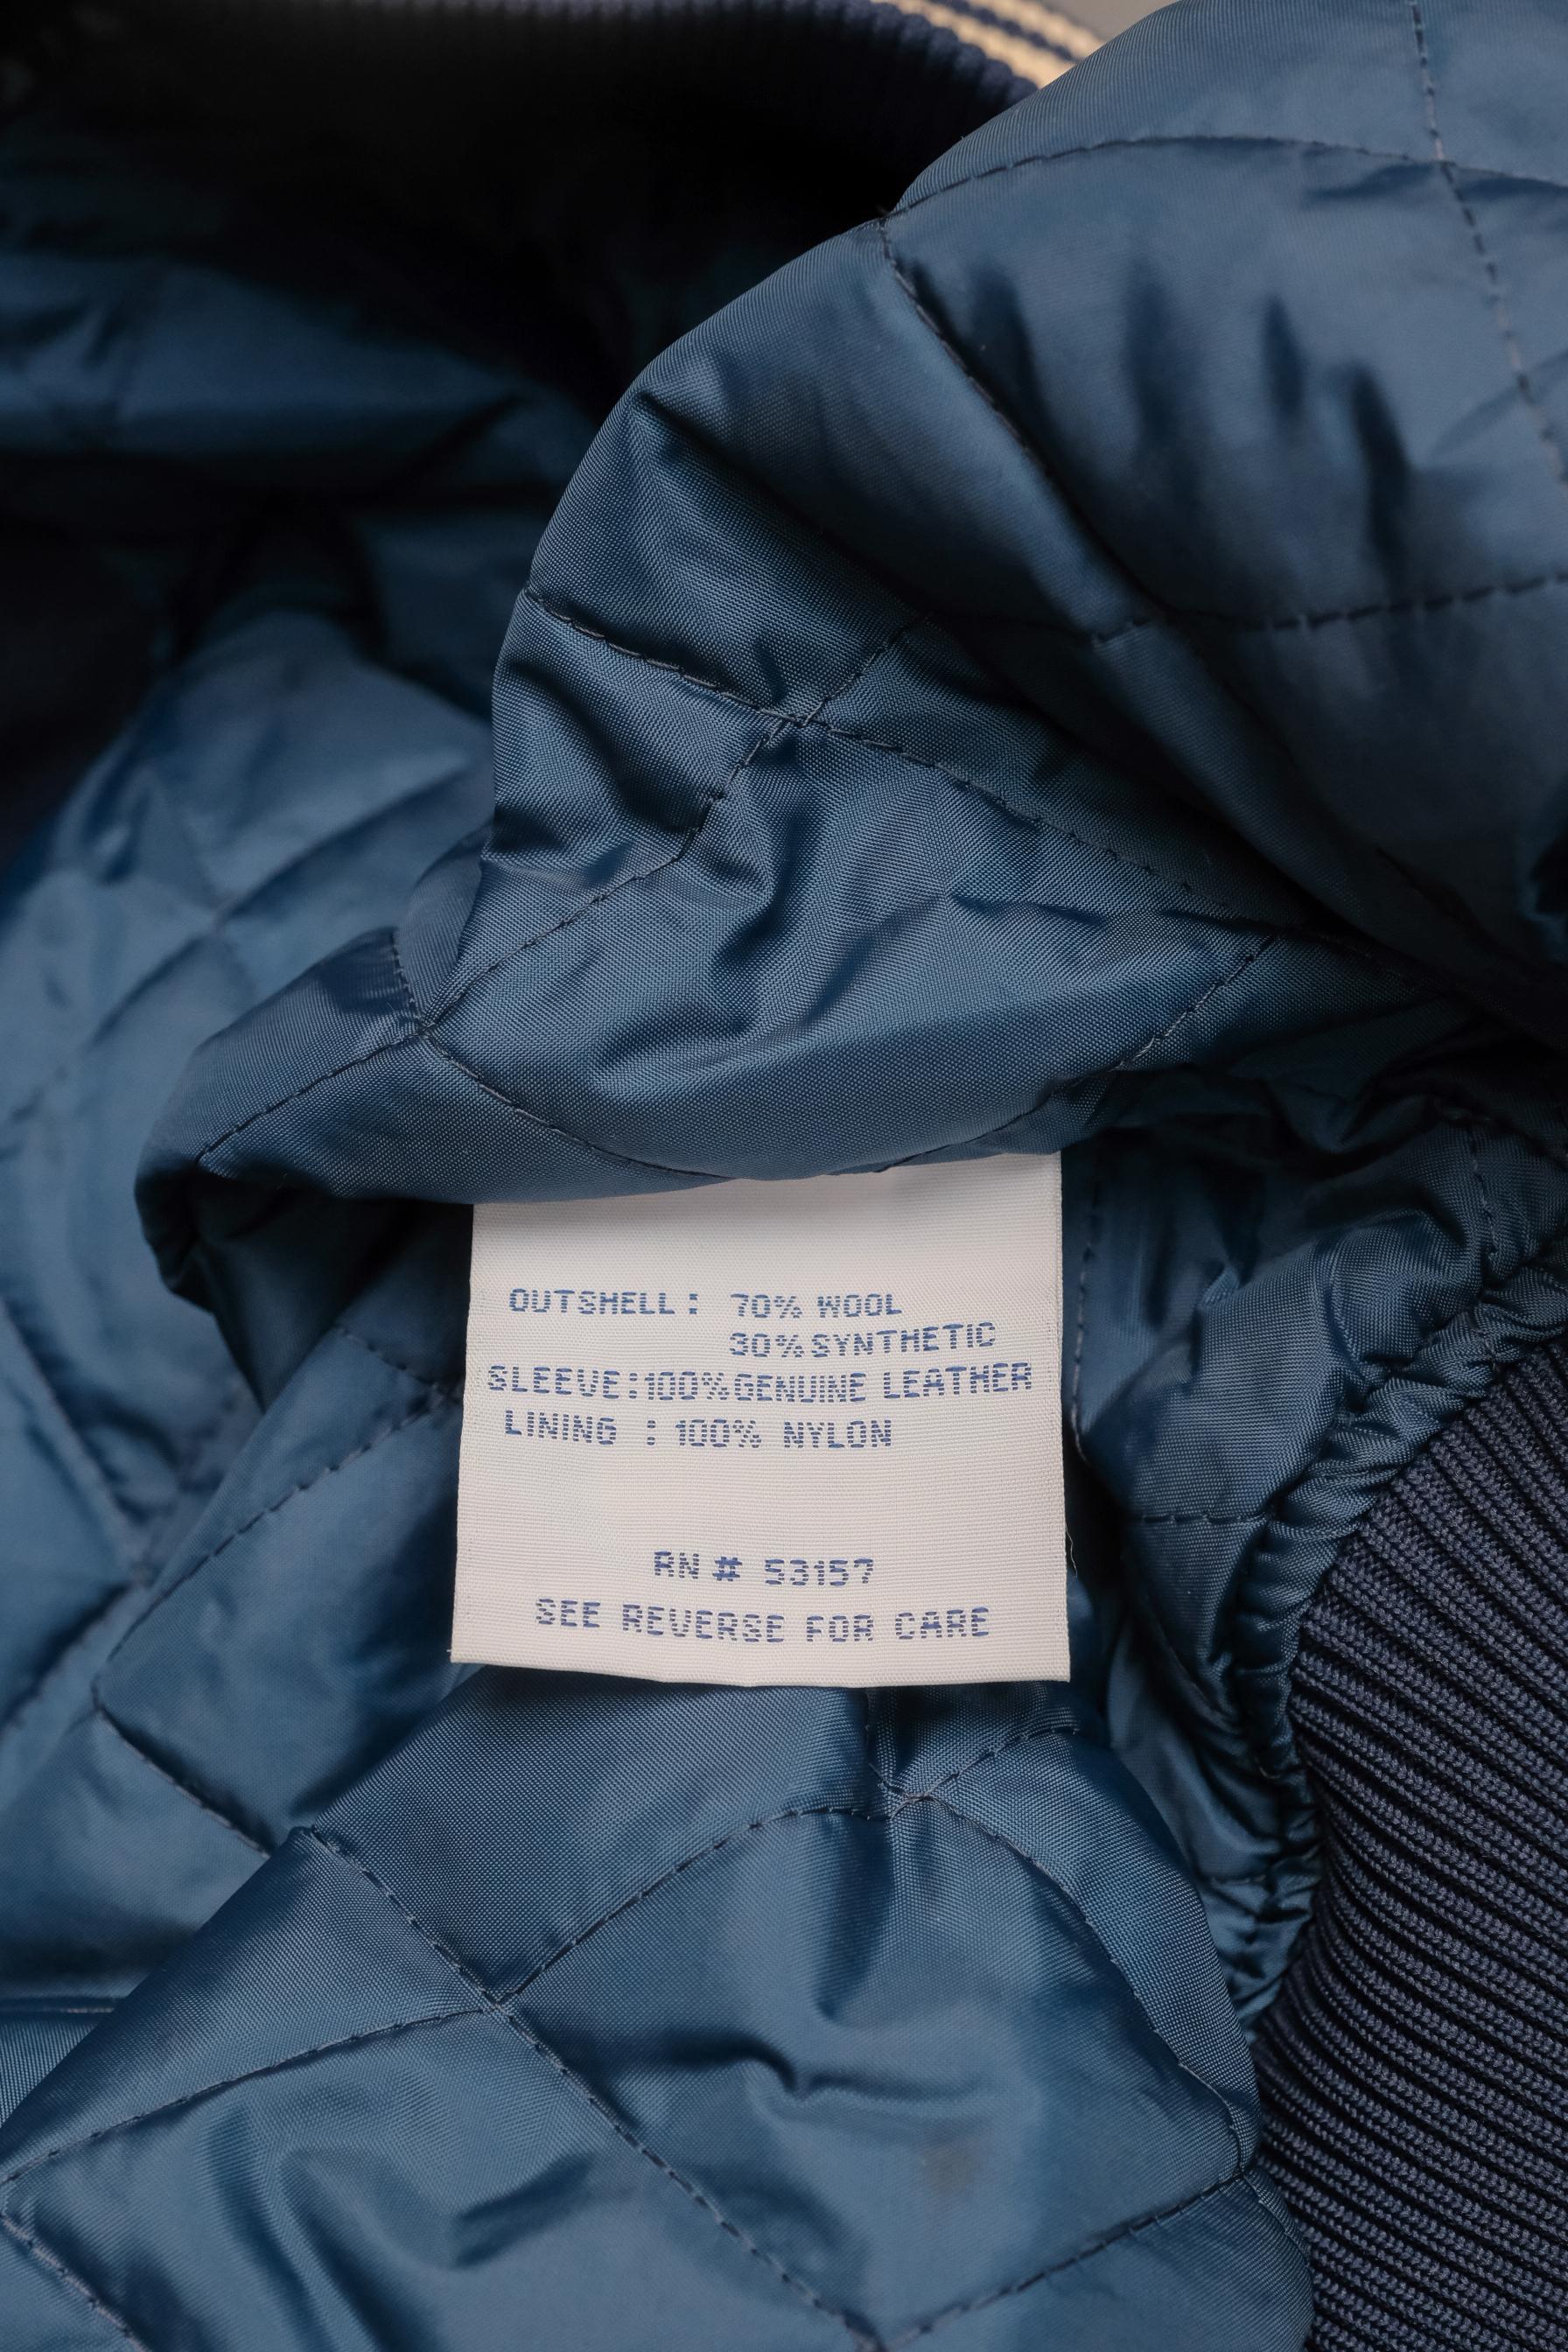 OUTSHELL: 70% WOOL
30% SYNTHETIC
SLEEVE:100% GENUINE LEATHER
LINING : 100% NYLON
RN # 53157
SEE REVERSE FOR CARE